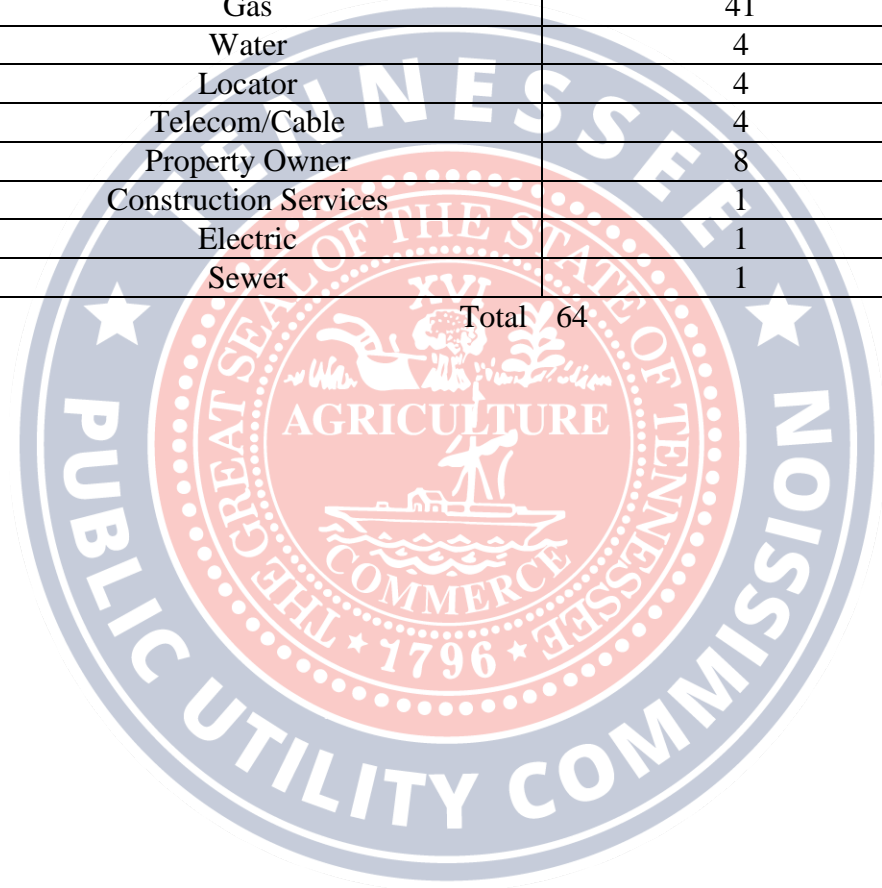 Gas 41
Water 4
Locator 4
Telecom/Cable 4
Property Owner 8
Construction Services 1
Electric 1
Sewer 1
Total 64
TENNESSEE
PUBLIC UTILITY COMMISSION
THE GREAT SEAL OF THE STATE OF TENNESSEE
XVI
AGRICULTURE
COMMERCE
1796